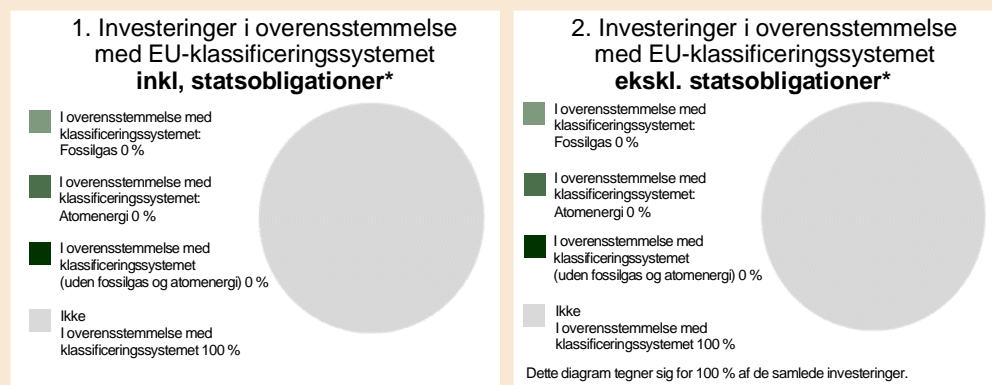 1. Investeringer i overensstemmelse
med EU-klassificeringssystemet
inkl, statsobligationer*
I overensstemmelse med
klassificeringssystemet:
Fossilgas 0 %
I overensstemmelse med
klassificeringssystemet:
Atomenergi 0 %
I overensstemmelse med
klassificeringssystemet
(uden fossilgas og atomenergi) 0 %
Ikke
I overensstemmelse med
klassificeringssystemet 100 %
2. Investeringer i overensstemmelse
med EU-klassificeringssystemet
ekskl. statsobligationer*
I overensstemmelse med
klassificeringssystemet:
Fossilgas 0 %
I overensstemmelse med
klassificeringssystemet:
Atomenergi 0 %
I overensstemmelse med
klassificeringssystemet
(uden fossilgas og atomenergi) 0 %
Ikke
I overensstemmelse med
klassificeringssystemet 100 %
Dette diagram tegner sig for 100 % af de samlede investeringer.